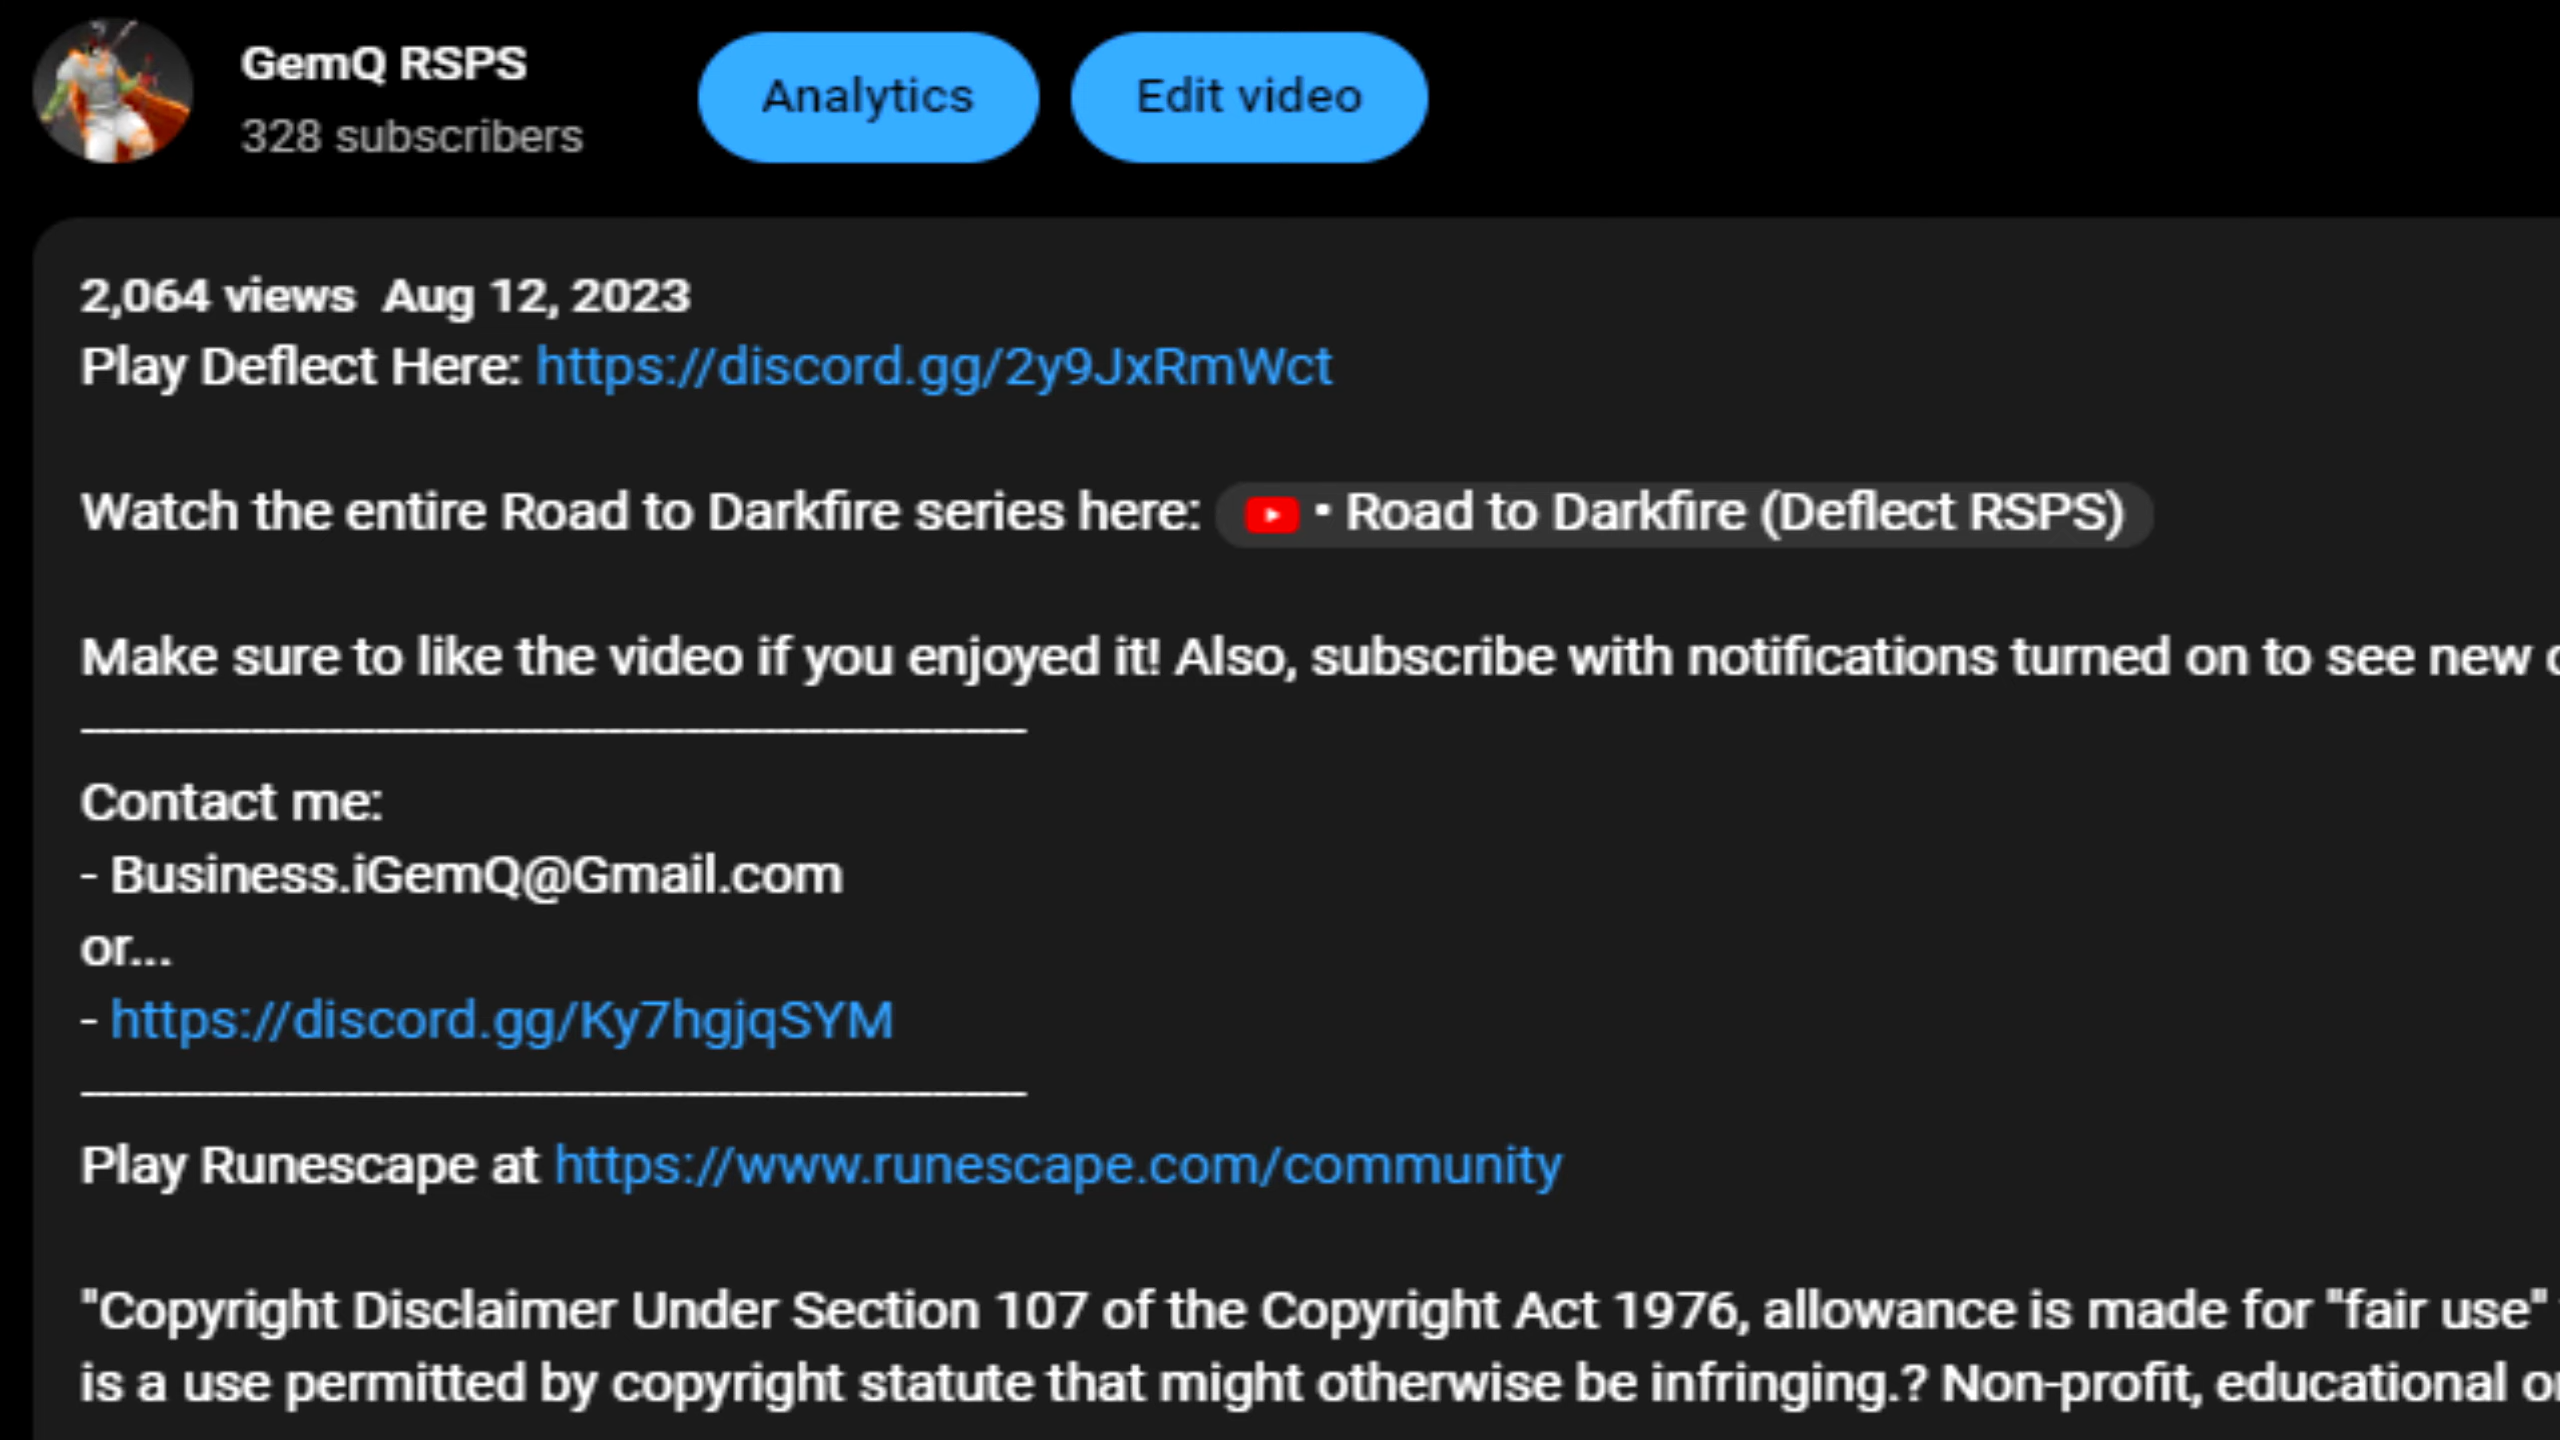 GemQ RSPS
328 subscribers
Analytics
Edit video
2,064 views Aug 12, 2023
Play Deflect Here: https://discord.gg/2y9JxRmWct
Watch the entire Road to Darkfire series here: • Road to Darkfire (Deflect RSPS)
Make sure to like the video if you enjoyed it! Also, subscribe with notifications turned on to see new
Contact me:
- Business.iGemQ@Gmail.com
or...
- https://discord.gg/Ky7hgjqSYM
Play Runescape at https://www.runescape.com/community
"Copyright Disclaimer Under Section 107 of the Copyright Act 1976, allowance is made for "fair use"
is a use permitted by copyright statute that might otherwise be infringing.? Non-profit, educational